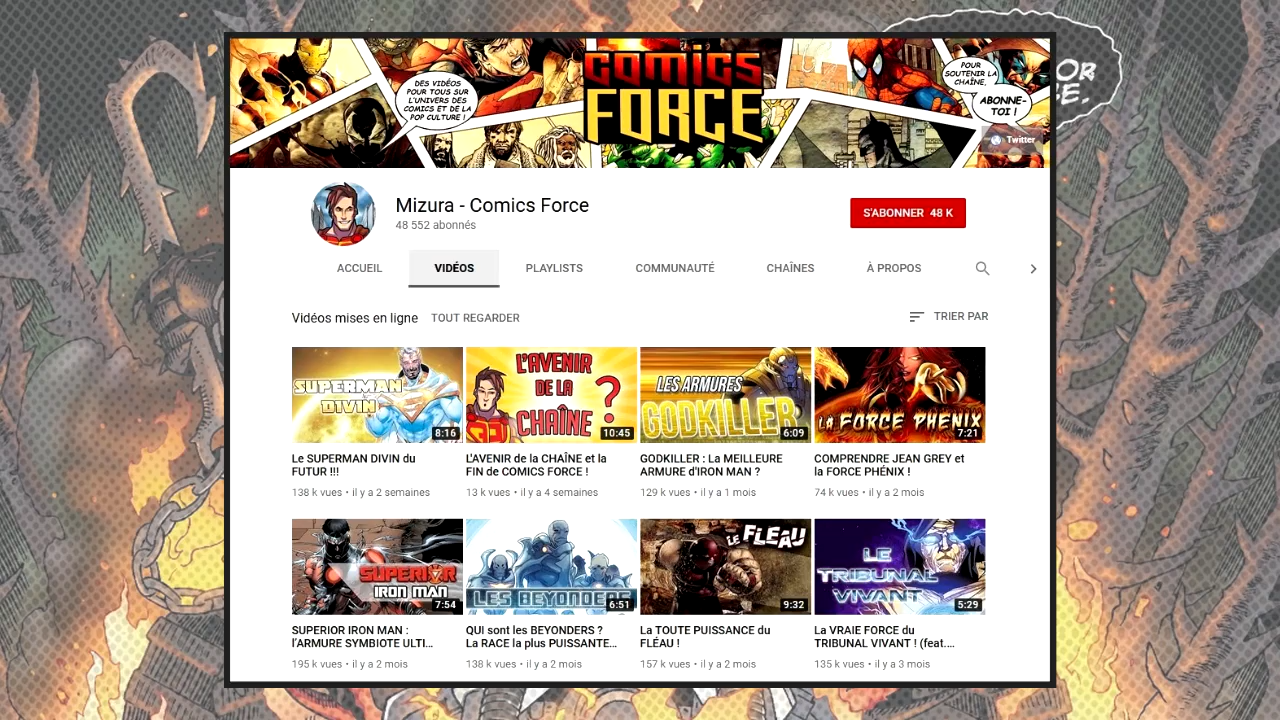 DES VIDÉOS
POUR TOUS SUR
L'UNIVERS DES
COMICS ET DE LA
POP CULTURE !
COMICS
FORCE
POUR
SOUTENIR LA
CHAÎNE,
ABONNE-
TOI !
Twitter
Mizura - Comics Force
48 552 abonnés
S'ABONNER 48 K
ACCUEIL
VIDÉOS
PLAYLISTS
COMMUNAUTÉ
CHAÎNES
À PROPOS
Vidéos mises en ligne
TOUT REGARDER
TRIER PAR
SUPERMAN
DIVIN
8:16
L'AVENIR
DE LA
CHAÎNE ?
10:45
LES ARMURES
GODKILLER
6:09
LA FORCE PHENIX
7:21
Le SUPERMAN DIVIN du
FUTUR !!!
138 k vues • il y a 2 semaines
L'AVENIR de la CHAÎNE et la
FIN de COMICS FORCE !
13 k vues • il y a 4 semaines
GODKILLER : La MEILLEURE
ARMURE d'IRON MAN ?
129 k vues • il y a 1 mois
COMPRENDRE JEAN GREY et
la FORCE PHÉNIX !
74 k vues • il y a 2 mois
SUPERIOR
IRON MAN
7:54
LES BEYONDERS
6:51
LE FLEAU
9:32
LE
TRIBUNAL
VIVANT
5:29
SUPERIOR IRON MAN :
l'ARMURE SYMBIOTE ULTI...
195 k vues • il y a 2 mois
QUI sont les BEYONDERS ?
La RACE la plus PUISSANTE...
138 k vues • il y a 2 mois
La TOUTE PUISSANCE du
FLÉAU !
157 k vues • il y a 2 mois
La VRAIE FORCE du
TRIBUNAL VIVANT ! (feat....
135 k vues • il y a 3 mois